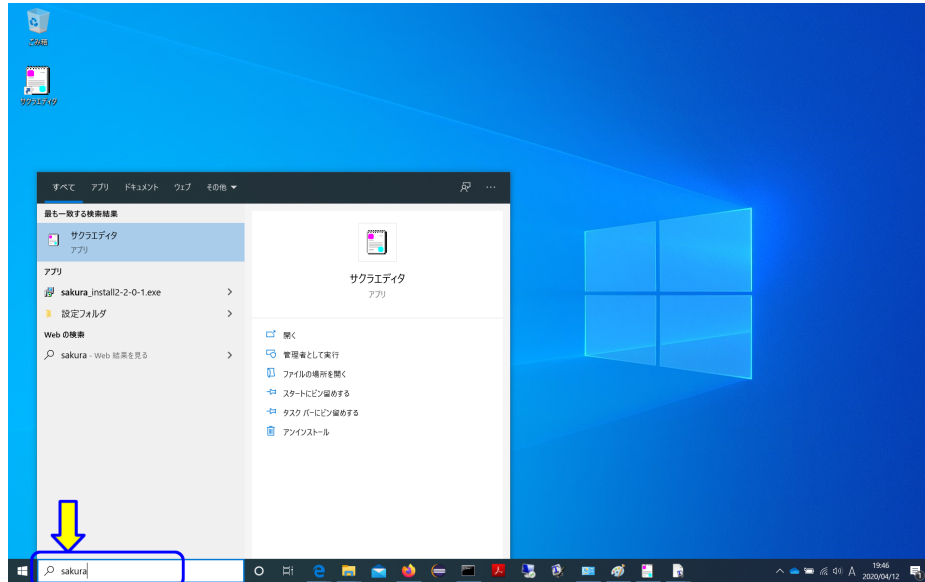 ごみ箱
サクラエディタ
すべて アプリ ドキュメント ウェブ その他
最も一致する検索結果
サクラエディタ
アプリ
アプリ
sakura_install2-2-0-1.exe
設定フォルダ
Web の検索
sakura - Web 結果を見る
サクラエディタ
アプリ
開く
管理者として実行
ファイルの場所を開く
スタートにピン留めする
タスク バーにピン留めする
アンインストール
sakura
A
19:46
2020/04/12